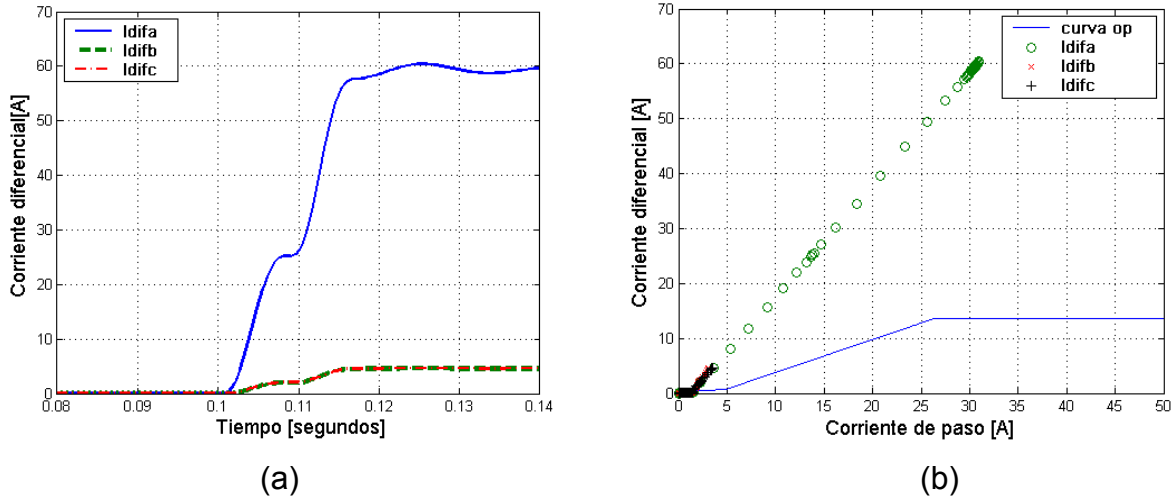 70
60
50
40
30
20
10
0
Corriente diferencial[A]
Idifa
Idifb
Idifc
0.08
0.09
0.1
0.11
0.12
0.13
0.14
Tiempo [segundos]
(a)
70
60
50
40
30
20
10
0
Corriente diferencial [A]
curva op
Idifa
Idifb
Idifc
0
5
10
15
20
25
30
35
40
45
50
Corriente de paso [A]
(b)